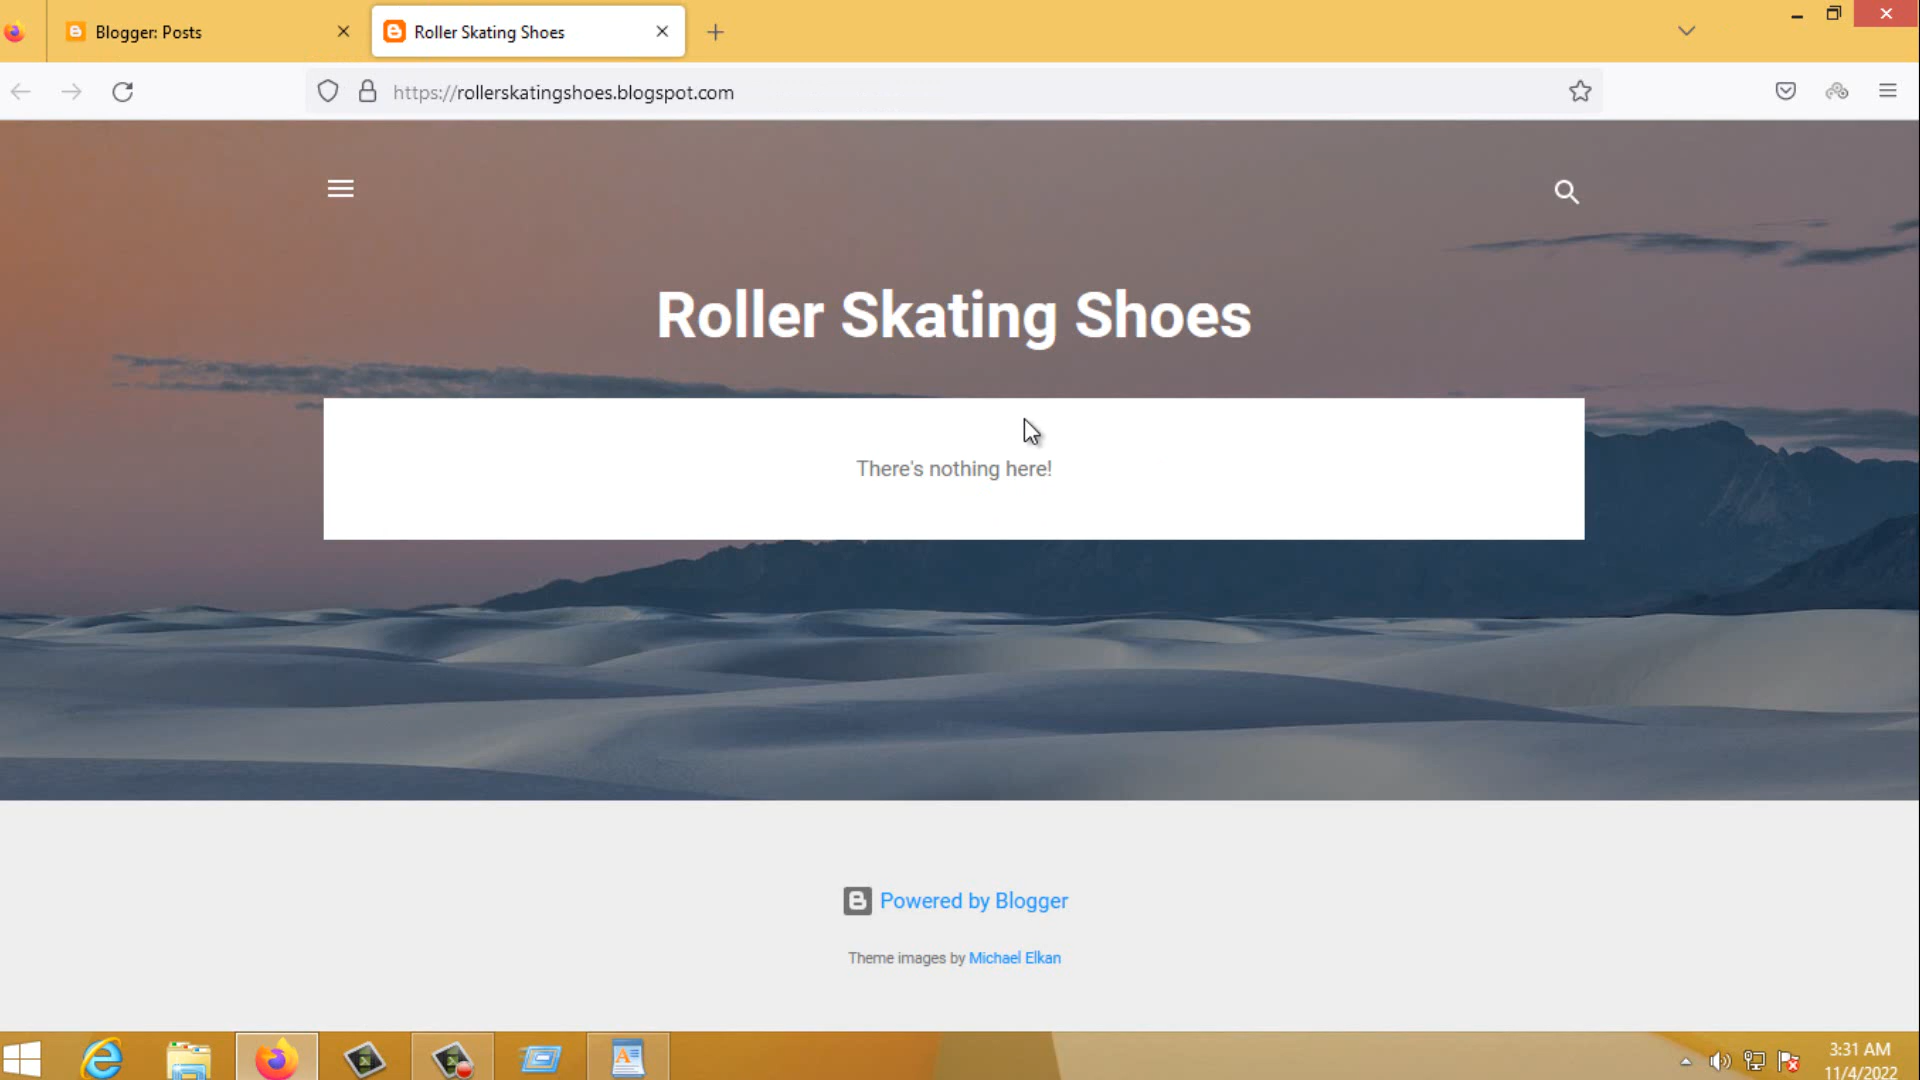 Blogger: Posts
Roller Skating Shoes
https://rollerskatingshoes.blogspot.com
Roller Skating Shoes
There's nothing here!
Powered by Blogger
Theme images by Michael Elkan
3:31 AM
11/4/2022